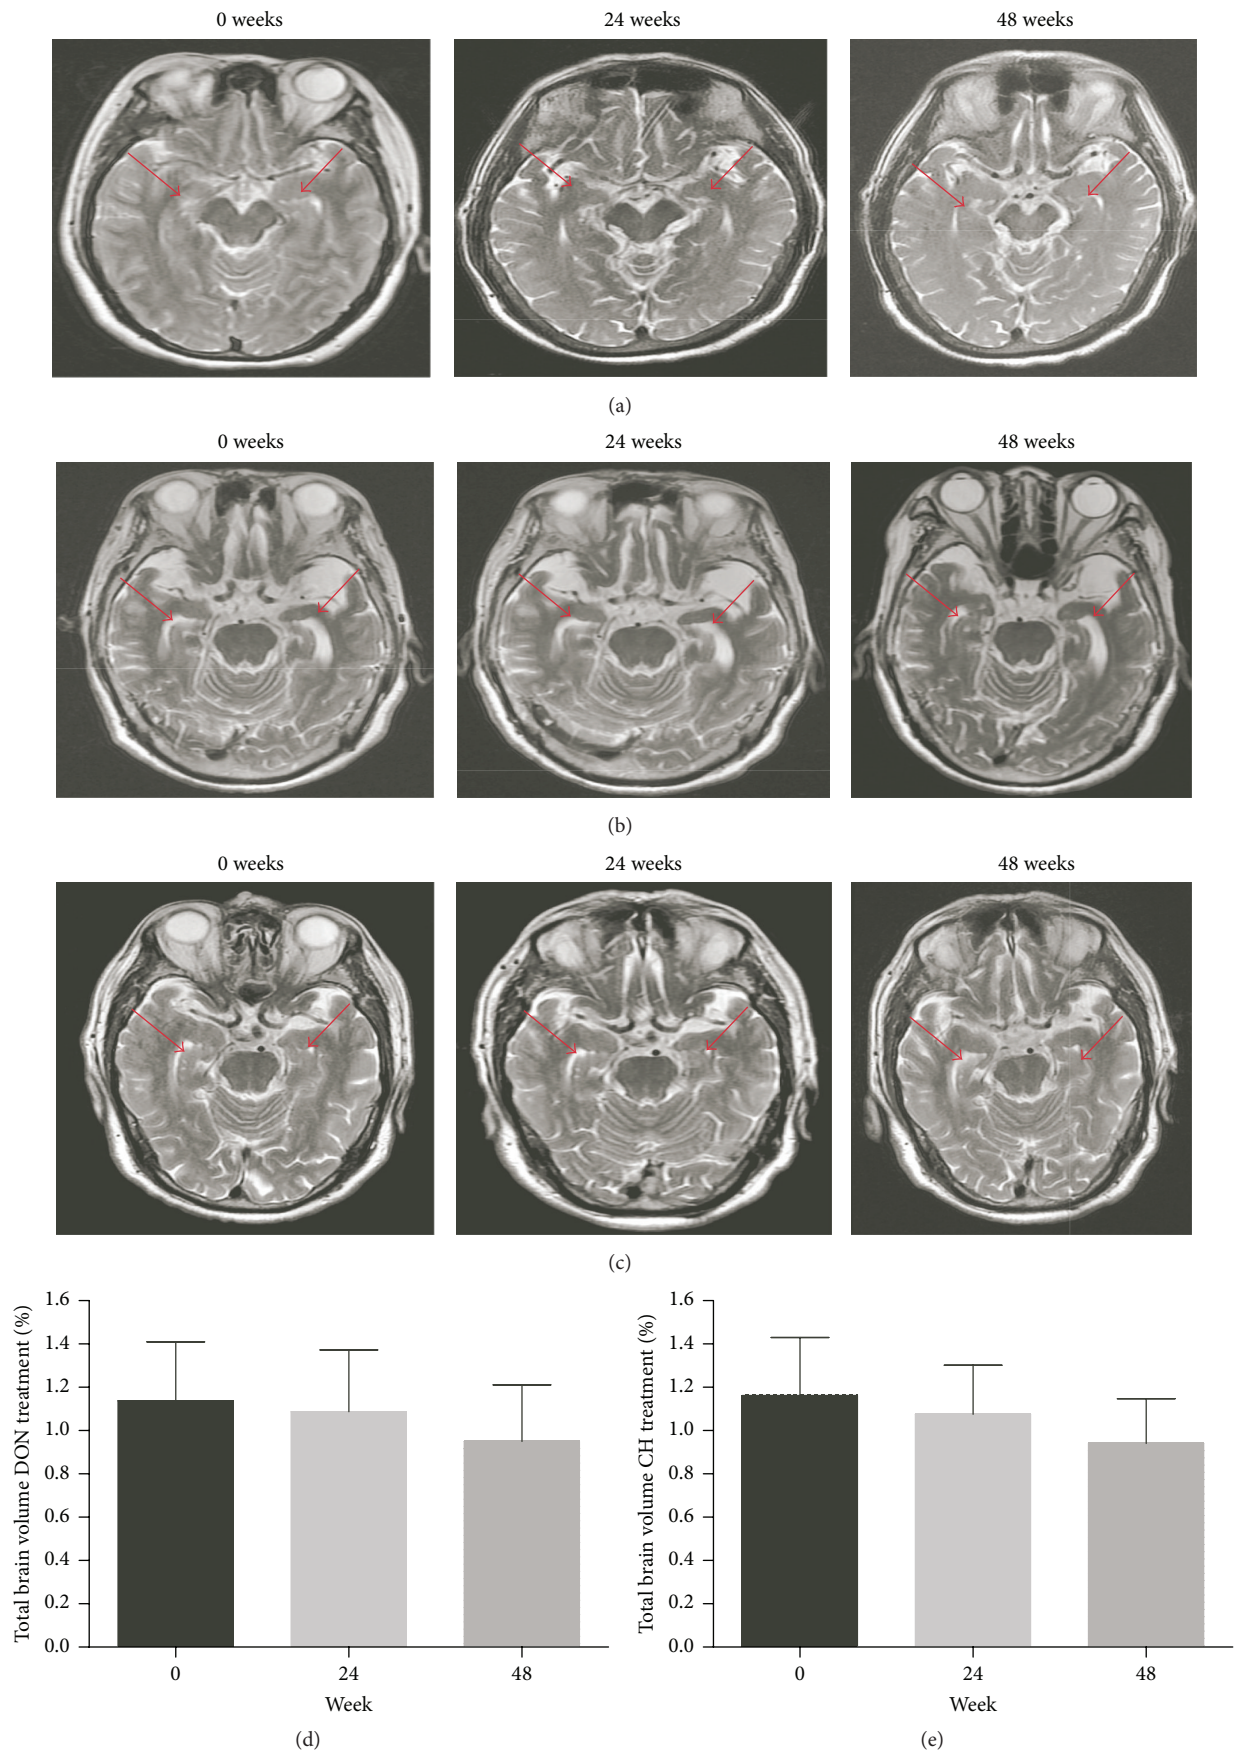 0 weeks 24 weeks 48 weeks
(a)
0 weeks 24 weeks 48 weeks
(b)
0 weeks 24 weeks 48 weeks
(c)
Total brain volume DON treatment (%)
1.6
1.4
1.2
1.0
0.8
0.6
0.4
0.2
0.0
0 24 48
Week
(d)
Total brain volume CH treatment (%)
1.6
1.4
1.2
1.0
0.8
0.6
0.4
0.2
0.0
0 24 48
Week
(e)